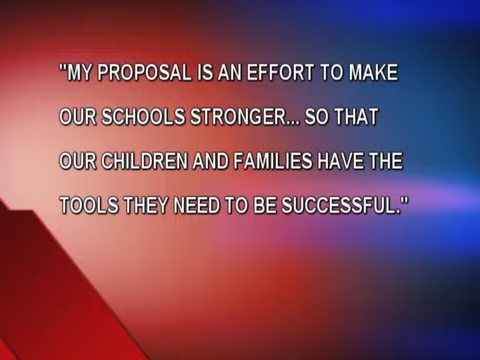 "MY PROPOSAL IS AN EFFORT TO MAKE
OUR SCHOOLS STRONGER... SO THAT
OUR CHILDREN AND FAMILIES HAVE THE
TOOLS THEY NEED TO BE SUCCESSFUL."